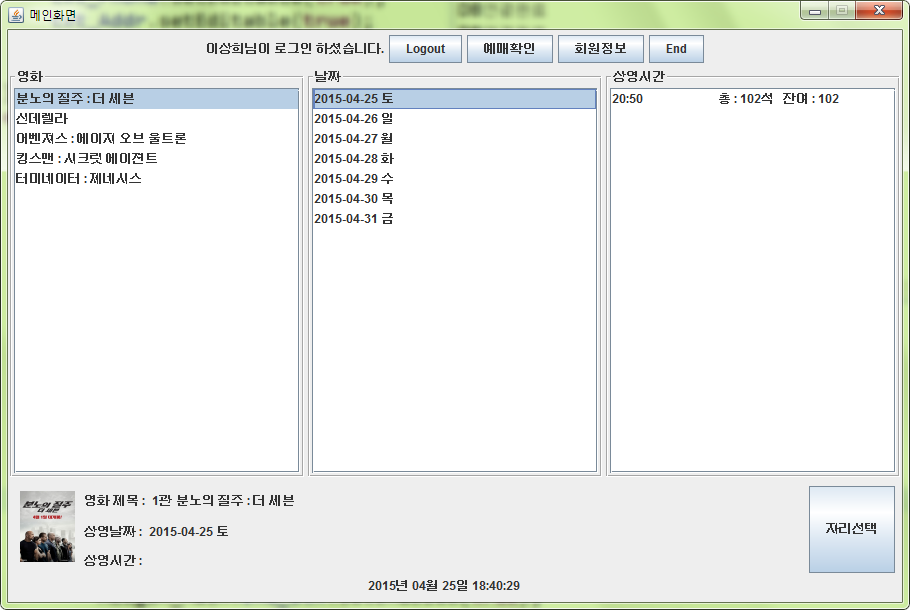 메인화면
이상희님이 로그인 하셨습니다. Logout 예매확인 회원정보 End
영화 날짜 상영시간
분노의 질주 : 더 세븐 2015-04-25 토 20:50 총 : 102석 잔여 : 102
신데렐라 2015-04-26 일
어벤져스 : 에이지 오브 울트론 2015-04-27 월
킹스맨 : 시크릿 에이전트 2015-04-28 화
터미네이터 : 제네시스 2015-04-29 수
2015-04-30 목
2015-04-31 금
분노의 질주
더 세븐
영화 제목 : 1관 분노의 질주 : 더 세븐
상영날짜 : 2015-04-25 토
상영시간 :
자리선택
2015년 04월 25일 18:40:29